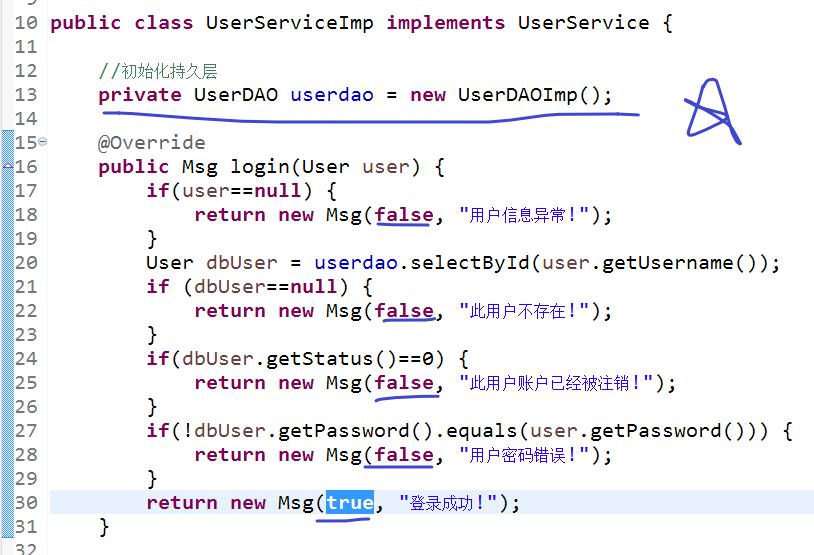 10 public class UserServiceImp implements UserService {
11
12 //初始化持久层
13 private UserDAO userdao = new UserDAOImp();
14
15 @Override
16 public Msg login(User user) {
17 if(user==null) {
18 return new Msg(false, "用户信息异常!");
19 }
20 User dbUser = userdao.selectById(user.getUsername());
21 if (dbUser==null) {
22 return new Msg(false, "此用户不存在!");
23 }
24 if(dbUser.getStatus()==0) {
25 return new Msg(false, "此用户账户已经被注销!");
26 }
27 if(!dbUser.getPassword().equals(user.getPassword())) {
28 return new Msg(false, "用户密码错误!");
29 }
30 return new Msg(true, "登录成功!");
31 }
32